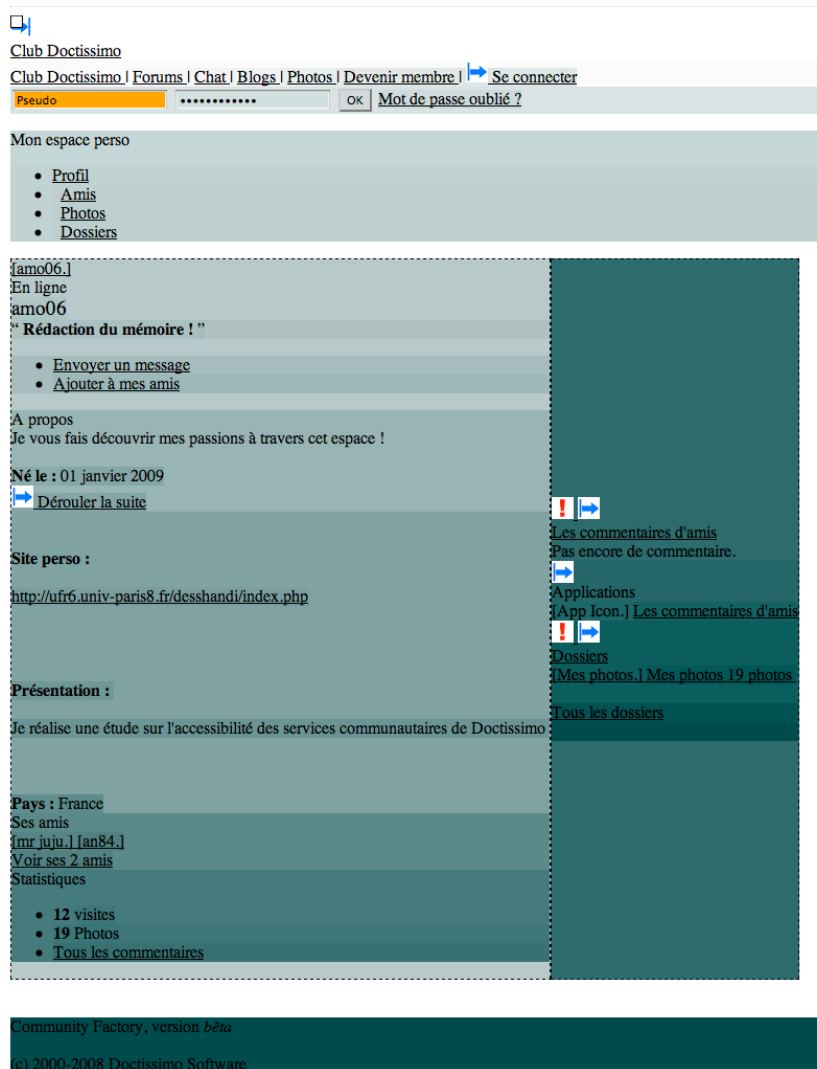 Club Doctissimo
Club Doctissimo | Forums | Chat | Blogs | Photos | Devenir membre | Se connecter
Pseudo •••••••••••• OK Mot de passe oublié ?
Mon espace perso
• Profil
• Amis
• Photos
• Dossiers
[amo06.]
En ligne
amo06
“ Rédaction du mémoire ! ”
• Envoyer un message
• Ajouter à mes amis
A propos
Je vous fais découvrir mes passions à travers cet espace !
Né le : 01 janvier 2009
Dérouler la suite
Site perso :
http://ufr6.univ-paris8.fr/desshandi/index.php
Présentation :
Je réalise une étude sur l'accessibilité des services communautaires de Doctissimo
Pays : France
Ses amis
[mr juju.] [an84.]
Voir ses 2 amis
Statistiques
• 12 visites
• 19 Photos
• Tous les commentaires
Les commentaires d'amis
Pas encore de commentaire.
Applications
[App Icon.] Les commentaires d'amis
Dossiers
[Mes photos.] Mes photos 19 photos
Tous les dossiers
Community Factory, version bêta
(c) 2000-2008 Doctissimo Software